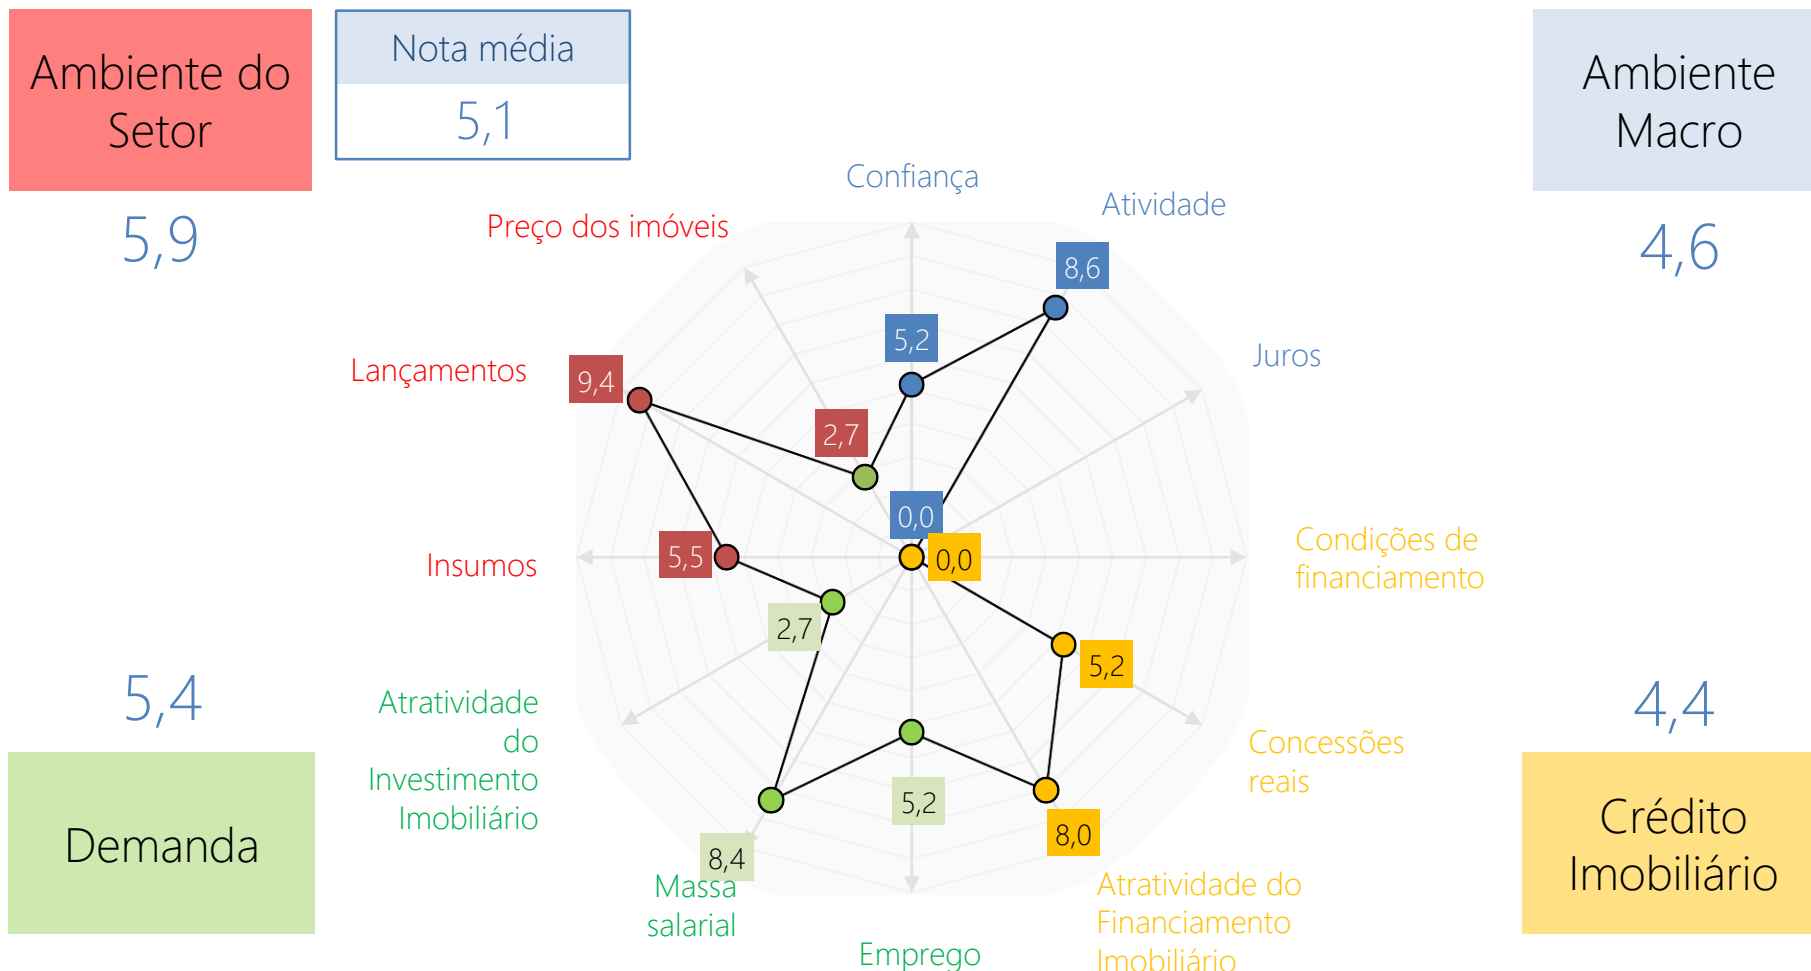 Ambiente do
Setor
5,9
Nota média
5,1
Ambiente
Macro
4,6
Confiança
Atividade
Preço dos imóveis
8,6
5,2
Juros
Lançamentos
9,4
2,7
0,0
Condições de
financiamento
Insumos
5,5
0,0
2,7
5,2
5,4
Atratividade
do
Investimento
Imobiliário
4,4
Concessões
reais
5,2
8,0
Demanda
8,4
Massa
salarial
Emprego
Atratividade do
Financiamento
Imobiliário
Crédito
Imobiliário